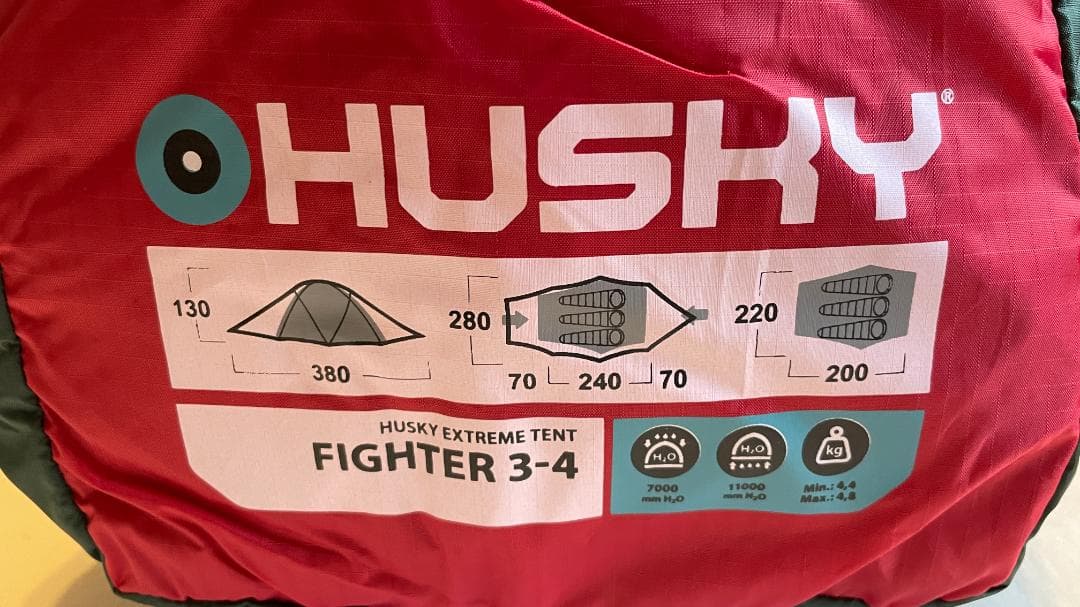 HUSKY®
130
380
280
70 240 70
220
200
HUSKY EXTREME TENT
FIGHTER 3-4
H₂O
7000
mm H₂O
H₂O
11000
mm H₂O
kg
Min.: 4,4
Max.: 4,8